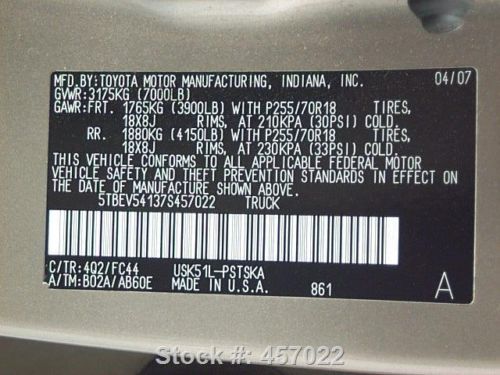 MFD.BY:TOYOTA MOTOR MANUFACTURING, INDIANA, INC. 04/07
GVWR:3175KG (7000LB)
GAWR:FRT. 1765KG (3900LB) WITH P255/70R18 TIRES,
18X8J RIMS, AT 210KPA (30PSI) COLD.
RR. 1880KG (4150LB) WITH P255/70R18 TIRES,
18X8J RIMS, AT 230KPA (33PSI) COLD.
THIS VEHICLE CONFORMS TO ALL APPLICABLE FEDERAL MOTOR
VEHICLE SAFETY AND THEFT PREVENTION STANDARDS IN EFFECT ON
THE DATE OF MANUFACTURE SHOWN ABOVE.
5TBEV54137S457022 TRUCK
C/TR:4Q2/FC44 USK51L-PSTSKA
A/TM:B02A/AB60E MADE IN U.S.A. 861 A
Stock #: 457022